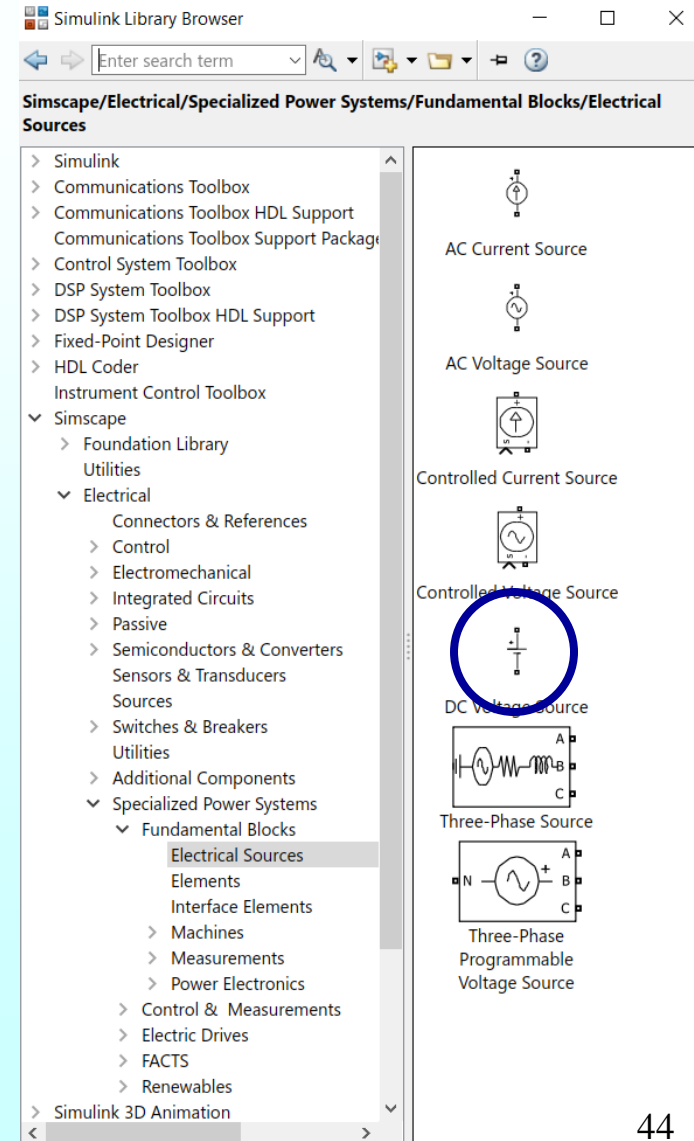 Simulink Library Browser
Enter search term
Simscape/Electrical/Specialized Power Systems/Fundamental Blocks/Electrical
Sources
Simulink
Communications Toolbox
Communications Toolbox HDL Support
Communications Toolbox Support Package
Control System Toolbox
DSP System Toolbox
DSP System Toolbox HDL Support
Fixed-Point Designer
HDL Coder
Instrument Control Toolbox
Simscape
Foundation Library
Utilities
Electrical
Connectors & References
Control
Electromechanical
Integrated Circuits
Passive
Semiconductors & Converters
Sensors & Transducers
Sources
Switches & Breakers
Utilities
Additional Components
Specialized Power Systems
Fundamental Blocks
Electrical Sources
Elements
Interface Elements
Machines
Measurements
Power Electronics
Control & Measurements
Electric Drives
FACTS
Renewables
Simulink 3D Animation
AC Current Source
AC Voltage Source
s
Controlled Current Source
s
Controlled Voltage Source
DC Voltage Source
A
B
C
Three-Phase Source
A
N B
C
Three-Phase
Programmable
Voltage Source
44